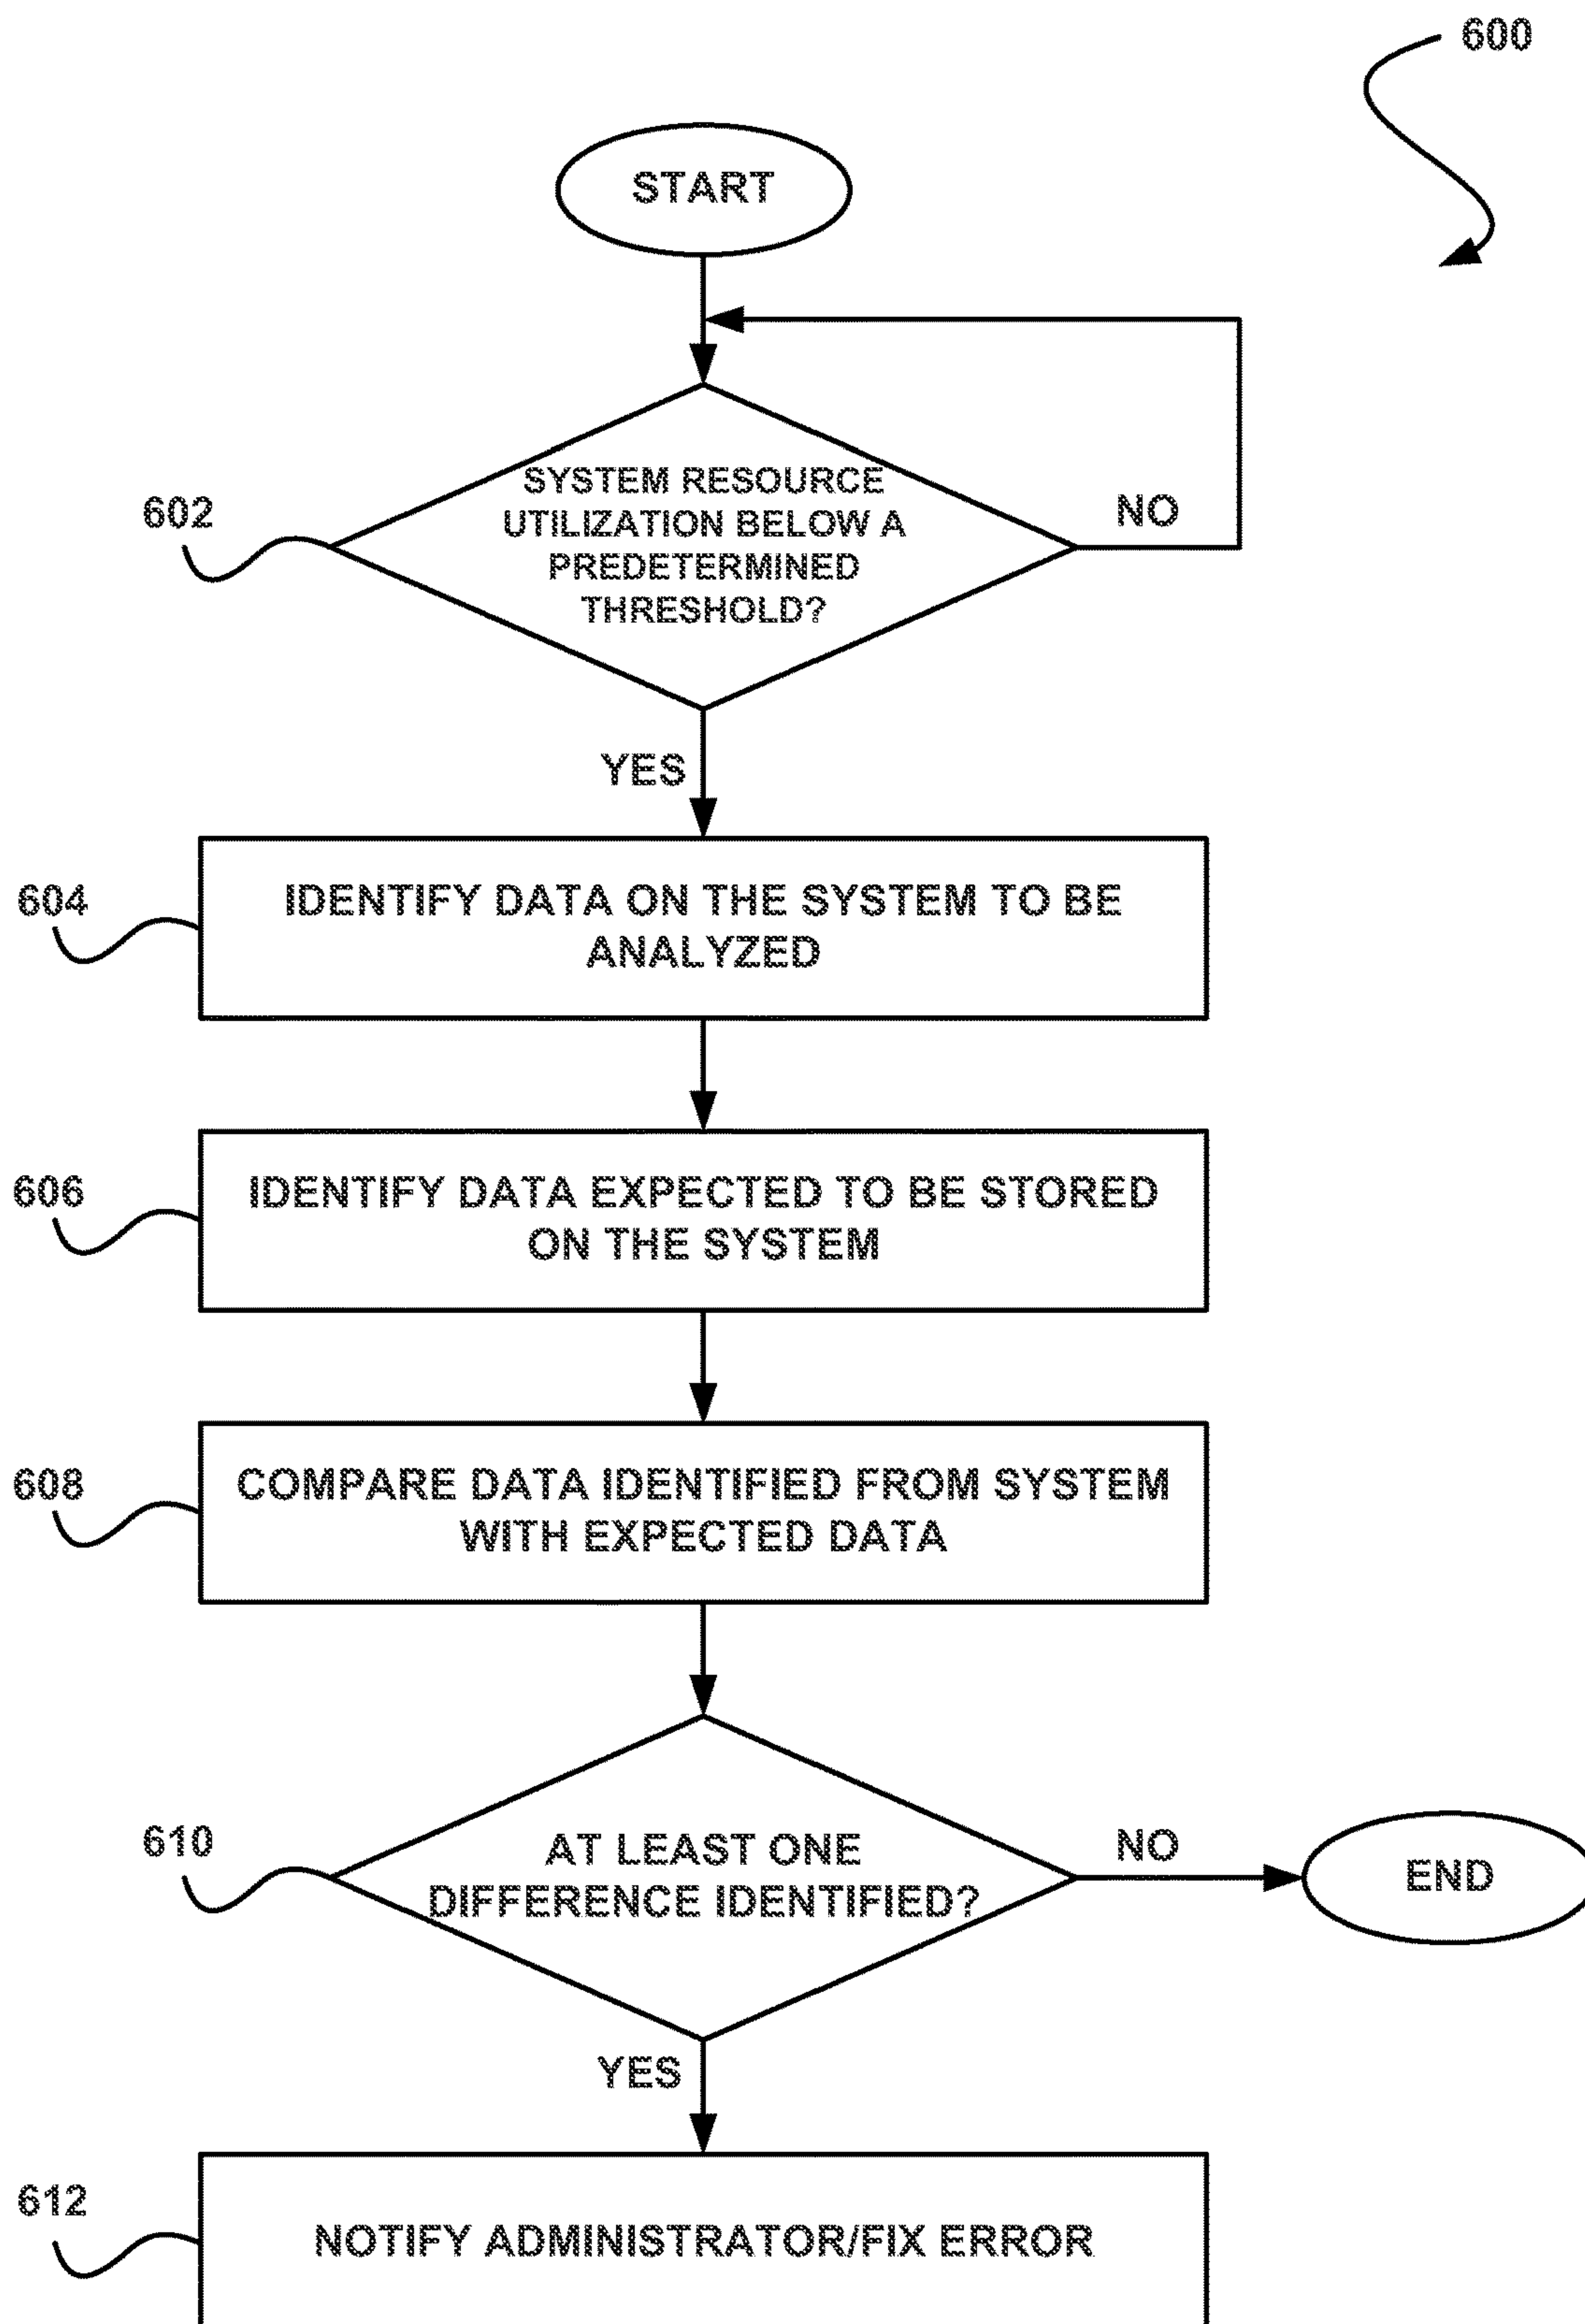 600
START
SYSTEM RESOURCE
UTILIZATION BELOW A
PREDETERMINED
THRESHOLD?
602
NO
YES
604
IDENTIFY DATA ON THE SYSTEM TO BE
ANALYZED
606
IDENTIFY DATA EXPECTED TO BE STORED
ON THE SYSTEM
608
COMPARE DATA IDENTIFIED FROM SYSTEM
WITH EXPECTED DATA
610
AT LEAST ONE
DIFFERENCE IDENTIFIED?
NO
END
YES
612
NOTIFY ADMINISTRATOR/FIX ERROR